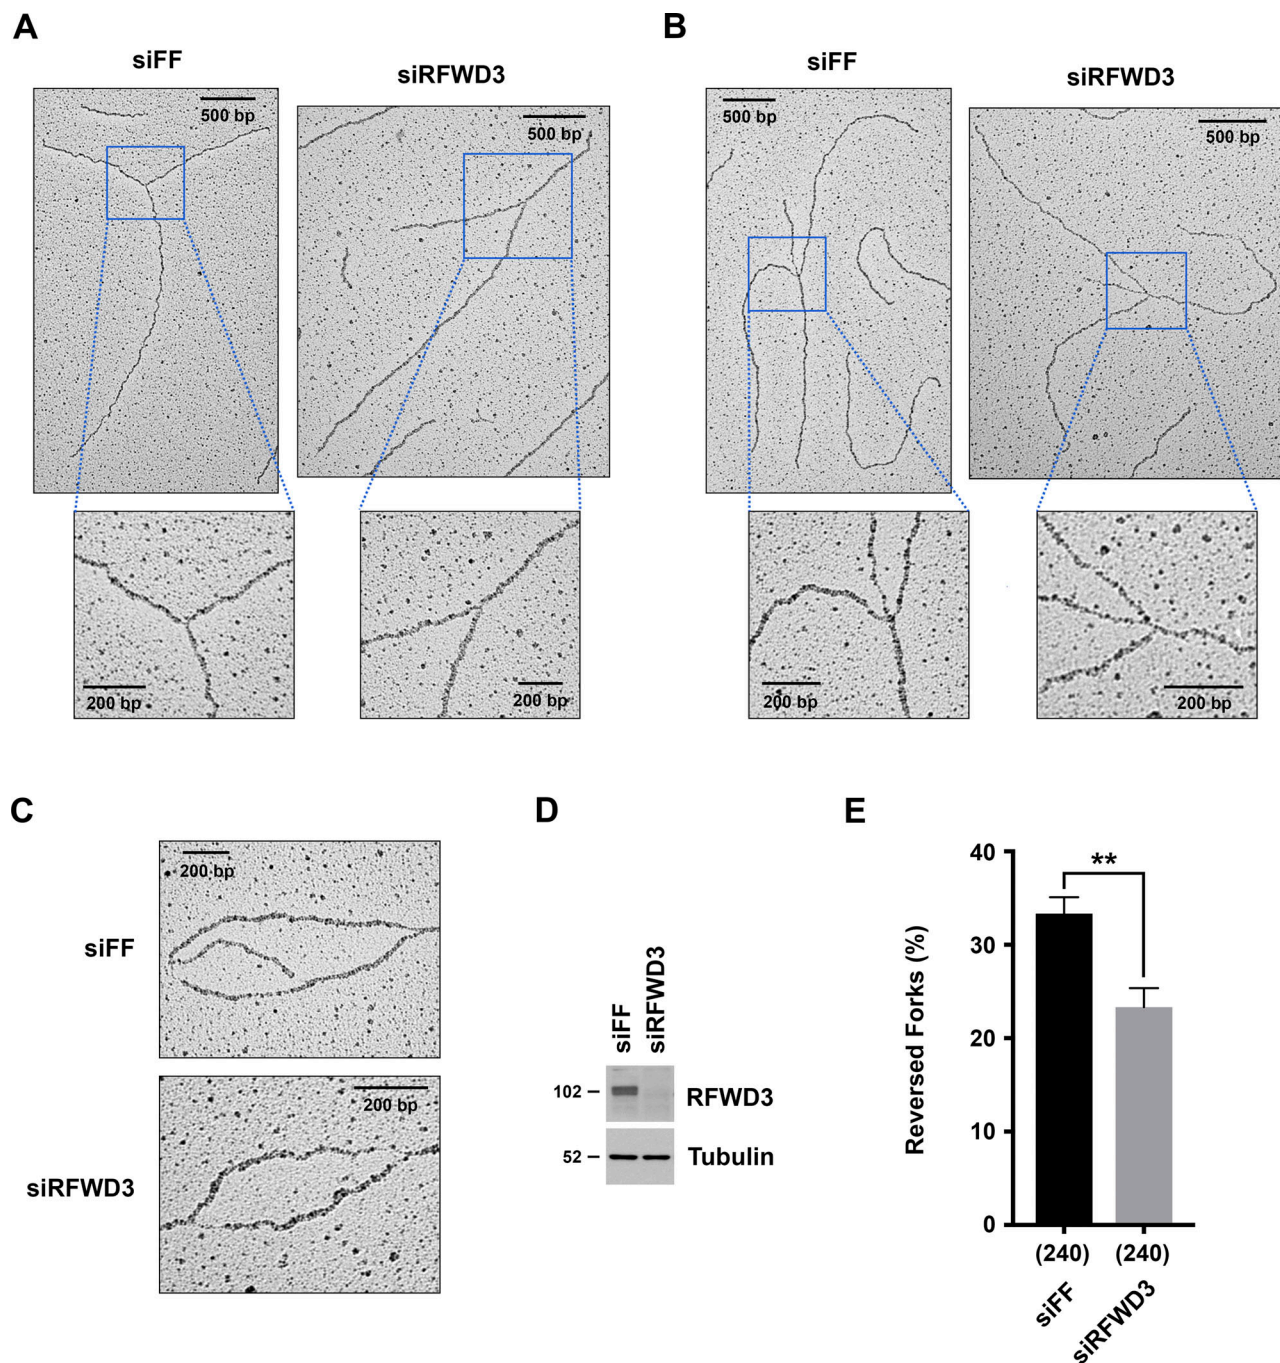 A
siFF
siRFWD3
500 bp
500 bp
200 bp
200 bp
B
siFF
siRFWD3
500 bp
500 bp
200 bp
200 bp
C
siFF
200 bp
siRFWD3
200 bp
D
siFF
siRFWD3
102
RFWD3
52
Tubulin
E
Reversed Forks (%)
40
30
20
10
0
**
(240)
(240)
siFF
siRFWD3